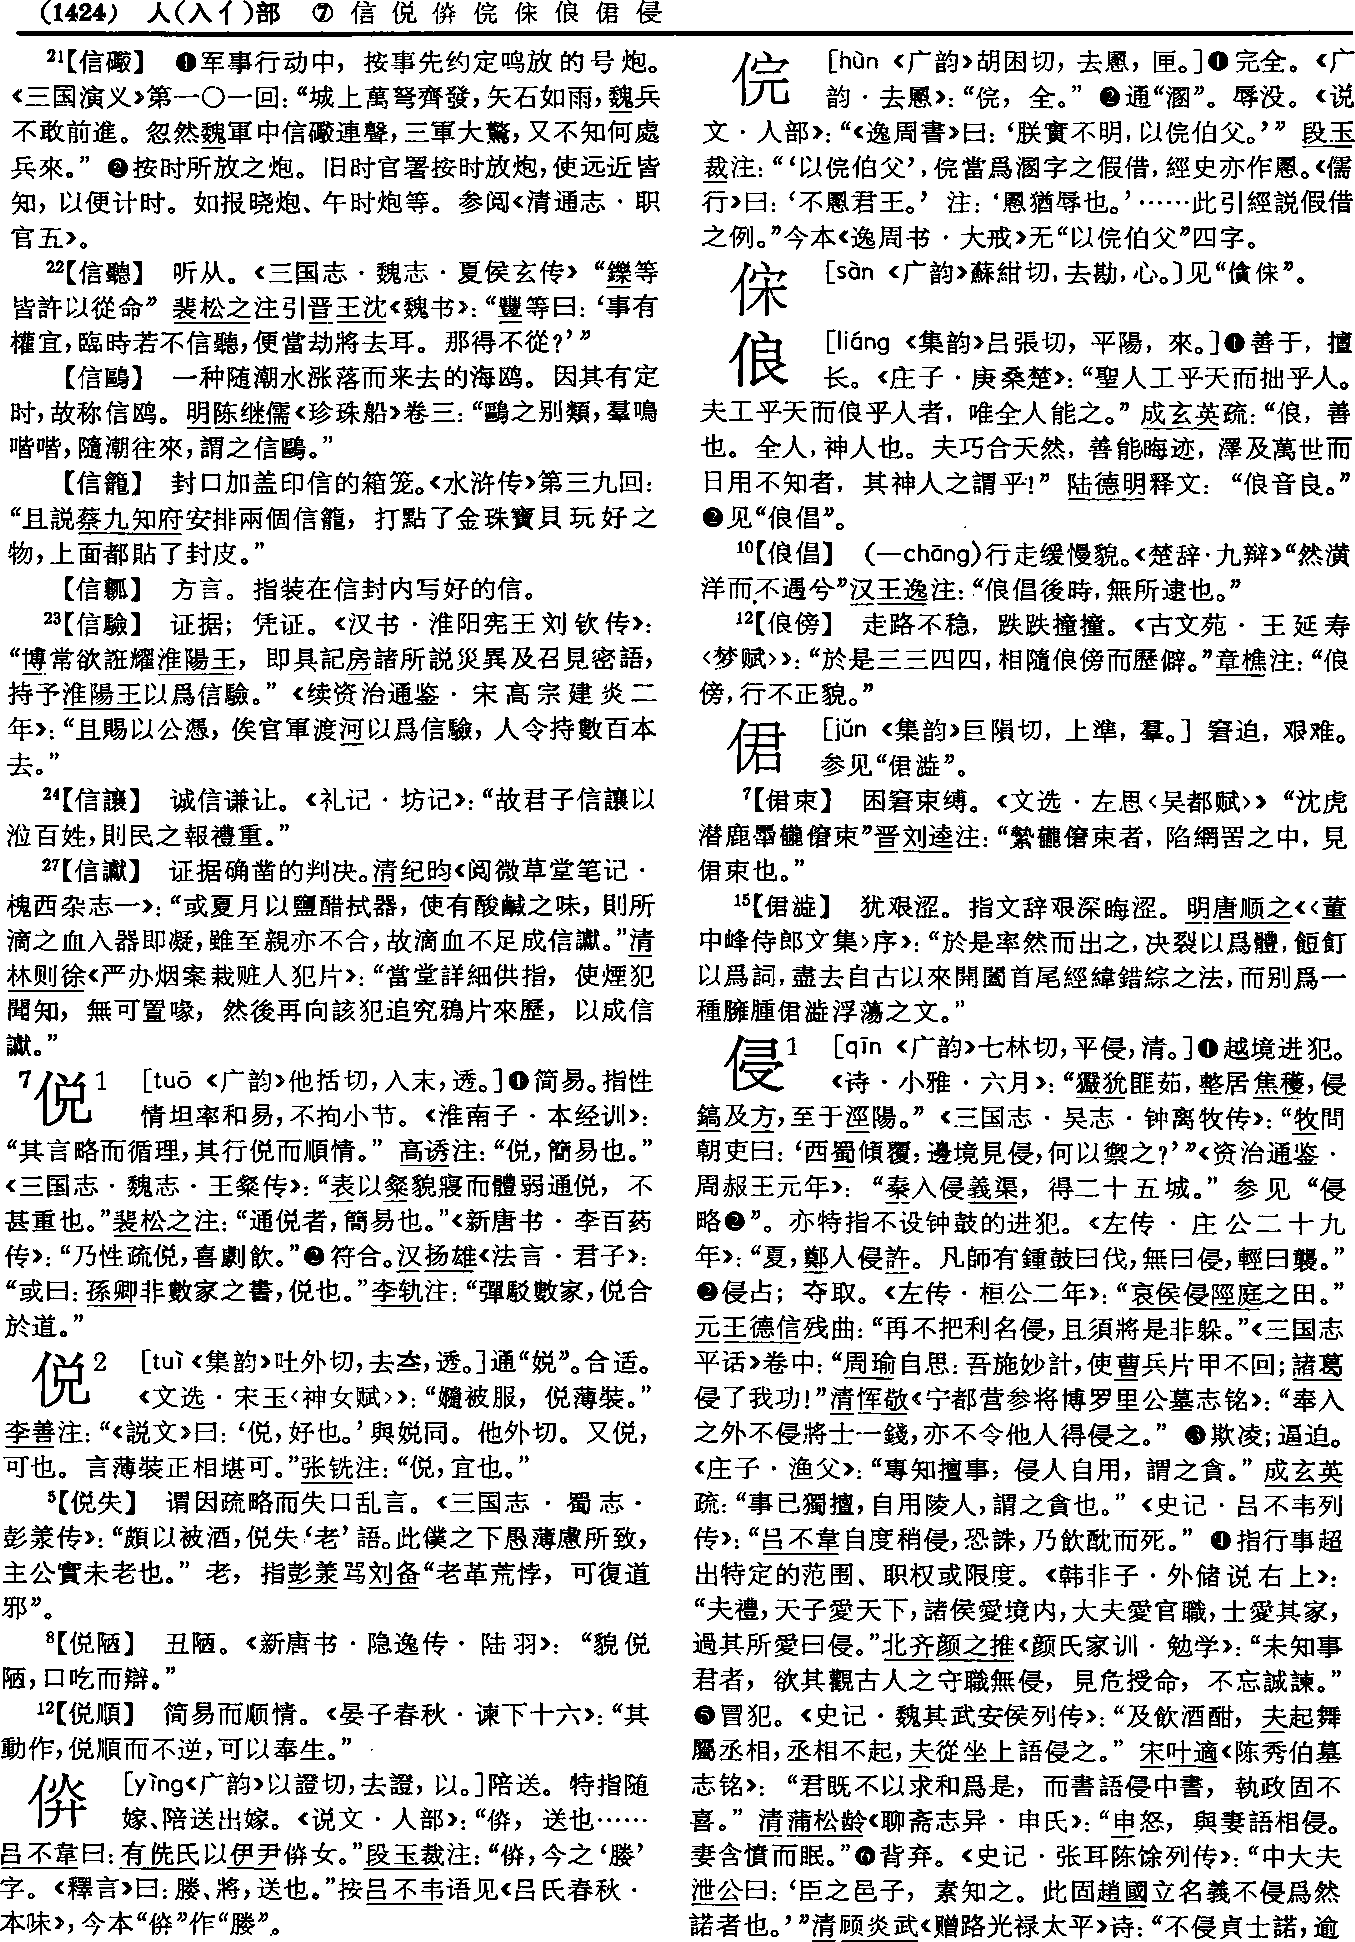 (1424) 人(入亻)部 ⑦ 信侻倴俒㑣俍侰侵
21【信礮】 ❶军事行动中，按事先约定鸣放的号炮。
《三国演义》第一〇一回：“城上萬弩齊發，矢石如雨，魏兵
不敢前進。忽然魏軍中信礮連聲，三軍大驚，又不知何處
兵來。” ❷按时所放之炮。旧时官署按时放炮，使远近皆
知，以便计时。如报晓炮、午时炮等。参阅《清通志·职
官五》。
22【信聽】 听从。《三国志·魏志·夏侯玄传》“鑠等
皆許以從命” 裴松之注引晋王沈《魏书》：“豐等曰：‘事有
權宜，臨時若不信聽，便當劫將去耳。那得不從？’”
【信鷗】 一种随潮水涨落而来去的海鸥。因其有定
时，故称信鸥。明陈继儒《珍珠船》卷三：“鷗之别類，羣鳴
喈喈，隨潮往來，謂之信鷗。”
【信籠】 封口加盖印信的箱笼。《水浒传》第三九回：
“且説蔡九知府安排兩個信籠，打點了金珠寶貝玩好之
物，上面都貼了封皮。”
【信瓤】 方言。指装在信封内写好的信。
23【信驗】 证据；凭证。《汉书·淮阳宪王刘钦传》：
“博常欲誑耀淮陽王，即具記房諸所説災異及召見密語，
持予淮陽王以爲信驗。”《续资治通鉴·宋高宗建炎二
年》：“且賜以公憑，俟官軍渡河以爲信驗，人令持數百本
去。”
24【信讓】 诚信谦让。《礼记·坊记》：“故君子信讓以
涖百姓，則民之報禮重。”
27【信讞】 证据确凿的判决。清纪昀《阅微草堂笔记·
槐西杂志一》：“或夏月以鹽醋拭器，使有酸鹹之味，則所
滴之血入器即凝，雖至親亦不合，故滴血不足成信讞。”清
林则徐《严办烟案栽赃人犯片》：“當堂詳細供指，使煙犯
聞知，無可置喙，然後再向該犯追究鴉片來歷，以成信
讞。”
7侻1 [tuō《广韵》他括切，入末，透。]❶简易。指性
情坦率和易，不拘小节。《淮南子·本经训》：
“其言略而循理，其行侻而順情。” 高诱注：“侻，簡易也。”
《三国志·魏志·王粲传》：“表以粲貌寢而體弱通侻，不
甚重也。”裴松之注：“通侻者，簡易也。”《新唐书·李百药
传》：“乃性疏侻，喜劇飲。”❷符合。汉扬雄《法言·君子》：
“或曰：孫卿非數家之書，侻也。”李轨注：“彈駁數家，侻合
於道。”
侻2 [tuì《集韵》吐外切，去夳，透。]通“娧”。合适。
《文选·宋玉〈神女赋〉》：“嫷被服，侻薄裝。”
李善注：“《説文》曰：‘侻，好也。’與娧同。他外切。又侻，
可也。言薄裝正相堪可。”张铣注：“侻，宜也。”
5【侻失】 谓因疏略而失口乱言。《三国志·蜀志·
彭羕传》：“頗以被酒，侻失‘老’語。此僕之下愚薄慮所致，
主公實未老也。” 老，指彭羕骂刘备“老革荒悖，可復道
邪”。
8【侻陋】 丑陋。《新唐书·隐逸传·陆羽》：“貌侻
陋，口吃而辯。”
12【侻順】 简易而顺情。《晏子春秋·谏下十六》：“其
動作，侻順而不逆，可以奉生。”
倴 [yìng《广韵》以證切，去證，以。]陪送。特指随
嫁、陪送出嫁。《说文·人部》：“倴，送也……
吕不韋曰：有侁氏以伊尹倴女。”段玉裁注：“倴，今之‘媵’
字。《釋言》曰：媵、將，送也。”按吕不韦语见《吕氏春秋·
本味》，今本“倴”作“媵”。
俒 [hùn《广韵》胡困切，去慁，匣。]❶完全。《广
韵·去慁》：“俒，全。” ❷通“溷”。辱没。《说
文·人部》：“《逸周書》曰：‘朕實不明，以俒伯父。’” 段玉
裁注：“‘以俒伯父’，俒當爲溷字之假借，經史亦作慁。《儒
行》曰：‘不慁君王。’ 注：‘慁猶辱也。’……此引經説假借
之例。”今本《逸周书·大戒》无“以俒伯父”四字。
㑣 [sàn《广韵》蘇紺切，去勘，心。]见“傪㑣”。
俍 [liáng《集韵》吕張切，平陽，來。]❶善于，擅
长。《庄子·庚桑楚》：“聖人工乎天而拙乎人。
夫工乎天而俍乎人者，唯全人能之。” 成玄英疏：“俍，善
也。全人，神人也。夫巧合天然，善能晦迹，澤及萬世而
日用不知者，其神人之謂乎！” 陆德明释文：“俍音良。”
❷见“俍倡”。
10【俍倡】 (—chāng)行走缓慢貌。《楚辞·九辩》“然潢
洋而不遇兮”汉王逸注：“俍倡後時，無所逮也。”
12【俍傍】 走路不稳，跌跌撞撞。《古文苑·王延寿
〈梦赋〉》：“於是三三四四，相隨俍傍而歷僻。”章樵注：“俍
傍，行不正貌。”
侰 [jǔn《集韵》巨隕切，上準，羣。] 窘迫，艰难。
参见“侰澁”。
7【侰束】 困窘束缚。《文选·左思〈吴都赋〉》“沈虎
潜鹿馽龓僒束”晋刘逵注：“縶龓僒束者，陷網罟之中，見
侰束也。”
15【侰澁】 犹艰涩。指文辞艰深晦涩。明唐顺之《〈董
中峰侍郎文集〉序》：“於是率然而出之，决裂以爲體，餖飣
以爲詞，盡去自古以來開闔首尾經緯錯綜之法，而别爲一
種臃腫侰澁浮蕩之文。”
侵1 [qīn《广韵》七林切，平侵，清。]❶越境进犯。
《诗·小雅·六月》：“玁狁匪茹，整居焦穫，侵
鎬及方，至于涇陽。”《三国志·吴志·钟离牧传》：“牧問
朝吏曰：‘西蜀傾覆，邊境見侵，何以禦之？’”《资治通鉴·
周赧王元年》：“秦入侵義渠，得二十五城。” 参见“侵
略❷”。亦特指不设钟鼓的进犯。《左传·庄公二十九
年》：“夏，鄭人侵許。凡師有鍾鼓曰伐，無曰侵，輕曰襲。”
❷侵占；夺取。《左传·桓公二年》：“哀侯侵陘庭之田。”
元王德信残曲：“再不把利名侵，且須將是非躲。”《三国志
平话》卷中：“周瑜自思：吾施妙計，使曹兵片甲不回；諸葛
侵了我功！”清恽敬《宁都营参将博罗里公墓志铭》：“奉入
之外不侵將士一錢，亦不令他人得侵之。” ❸欺凌；逼迫。
《庄子·渔父》：“專知擅事，侵人自用，謂之貪。” 成玄英
疏：“事已獨擅，自用陵人，謂之貪也。”《史记·吕不韦列
传》：“吕不韋自度稍侵，恐誅，乃飲酖而死。” ❹指行事超
出特定的范围、职权或限度。《韩非子·外储说右上》：
“夫禮，天子愛天下，諸侯愛境内，大夫愛官職，士愛其家，
過其所愛曰侵。”北齐颜之推《颜氏家训·勉学》：“未知事
君者，欲其觀古人之守職無侵，見危授命，不忘誠諫。”
❺冒犯。《史记·魏其武安侯列传》：“及飲酒酣，夫起舞
屬丞相，丞相不起，夫從坐上語侵之。” 宋叶適《陈秀伯墓
志铭》：“君既不以求和爲是，而書語侵中書，執政固不
喜。” 清蒲松龄《聊斋志异·申氏》：“申怒，與妻語相侵。
妻含憤而眠。”❻背弃。《史记·张耳陈馀列传》：“中大夫
泄公曰：‘臣之邑子，素知之。此固趙國立名義不侵爲然
諾者也。’”清顾炎武《赠路光禄太平》诗：“不侵貞士諾，逾